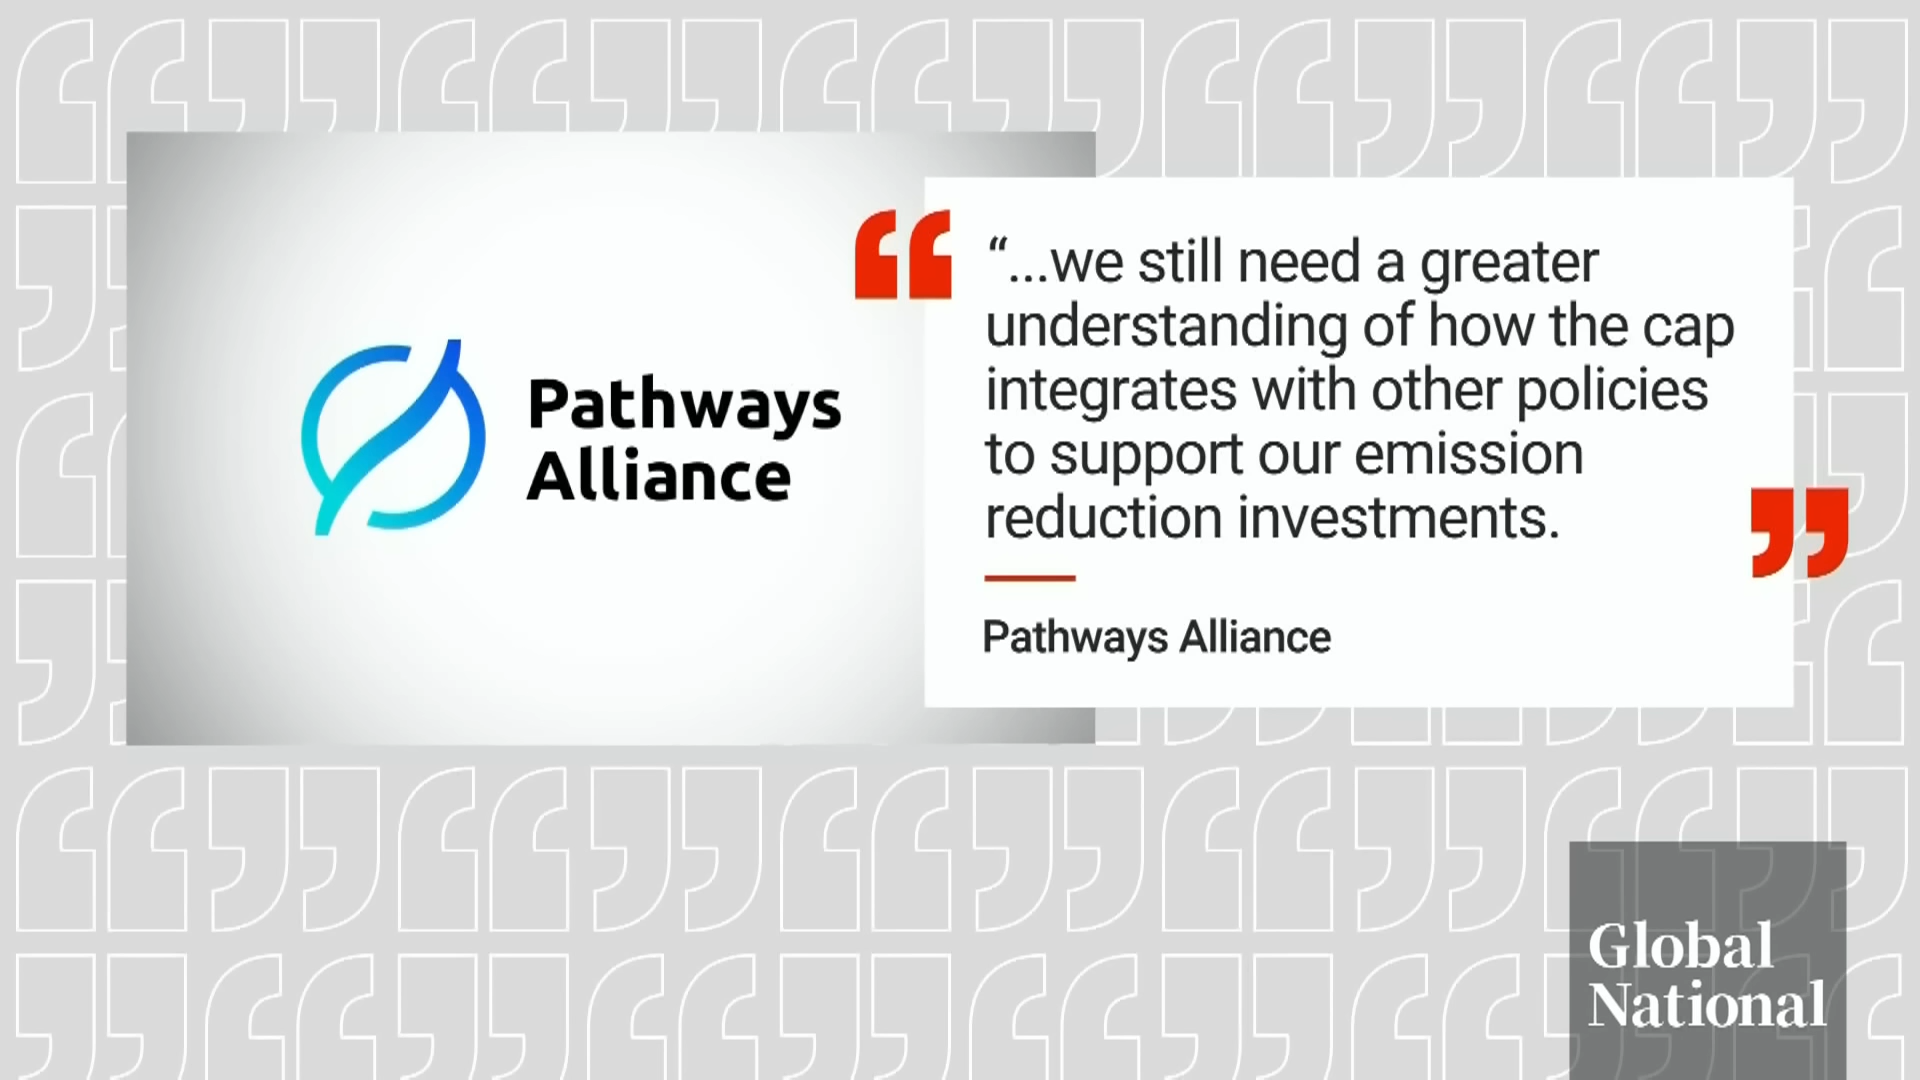 Pathways
Alliance
“...we still need a greater
understanding of how the cap
integrates with other policies
to support our emission
reduction investments.
Pathways Alliance
Global
National